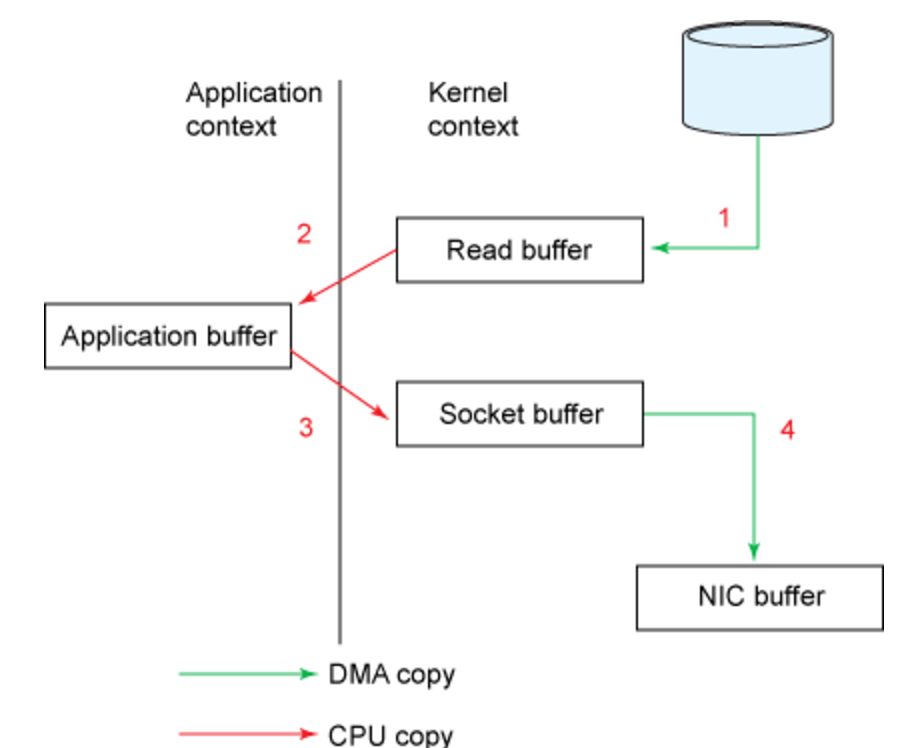 Application
context
Kernel
context
1
2
Read buffer
Application buffer
Socket buffer
3
4
NIC buffer
DMA copy
CPU copy